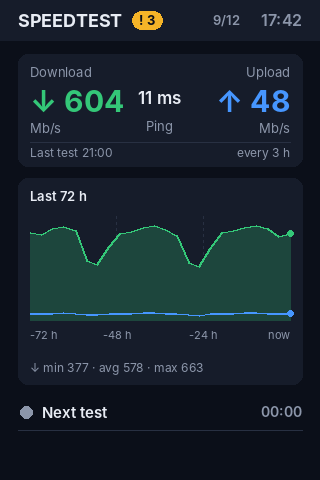 SPEEDTEST ! 3 9/12 17:42
Download Upload
↓ 604 11 ms ↑ 48
Mb/s Ping Mb/s
Last test 21:00 every 3 h
Last 72 h
-72 h -48 h -24 h now
↓ min 377 · avg 578 · max 663
Next test 00:00